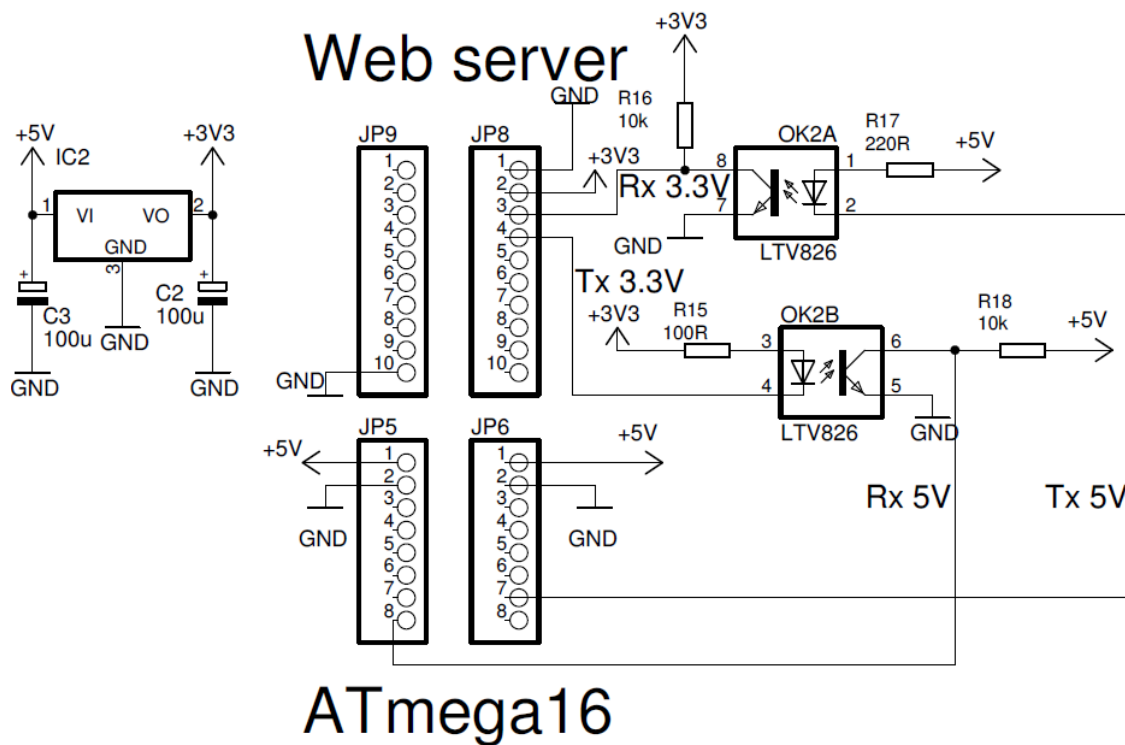 Web server
+3V3
GND
R16
10k
OK2A
R17
220R
+5V
+5V
IC2
+3V3
1
VI
VO
2
GND
3
+
C3
100u
GND
GND
+
C2
100u
GND
JP9
1
2
3
4
5
6
7
8
9
10
GND
JP8
1
2
3
4
5
6
7
8
9
10
+3V3
Rx 3.3V
8
7
1
2
GND
LTV826
Tx 3.3V
+3V3
R15
100R
OK2B
3
4
6
5
LTV826
R18
10k
+5V
GND
JP5
1
2
3
4
5
6
7
8
+5V
GND
JP6
1
2
3
4
5
6
7
8
+5V
GND
Rx 5V
Tx 5V
ATmega16